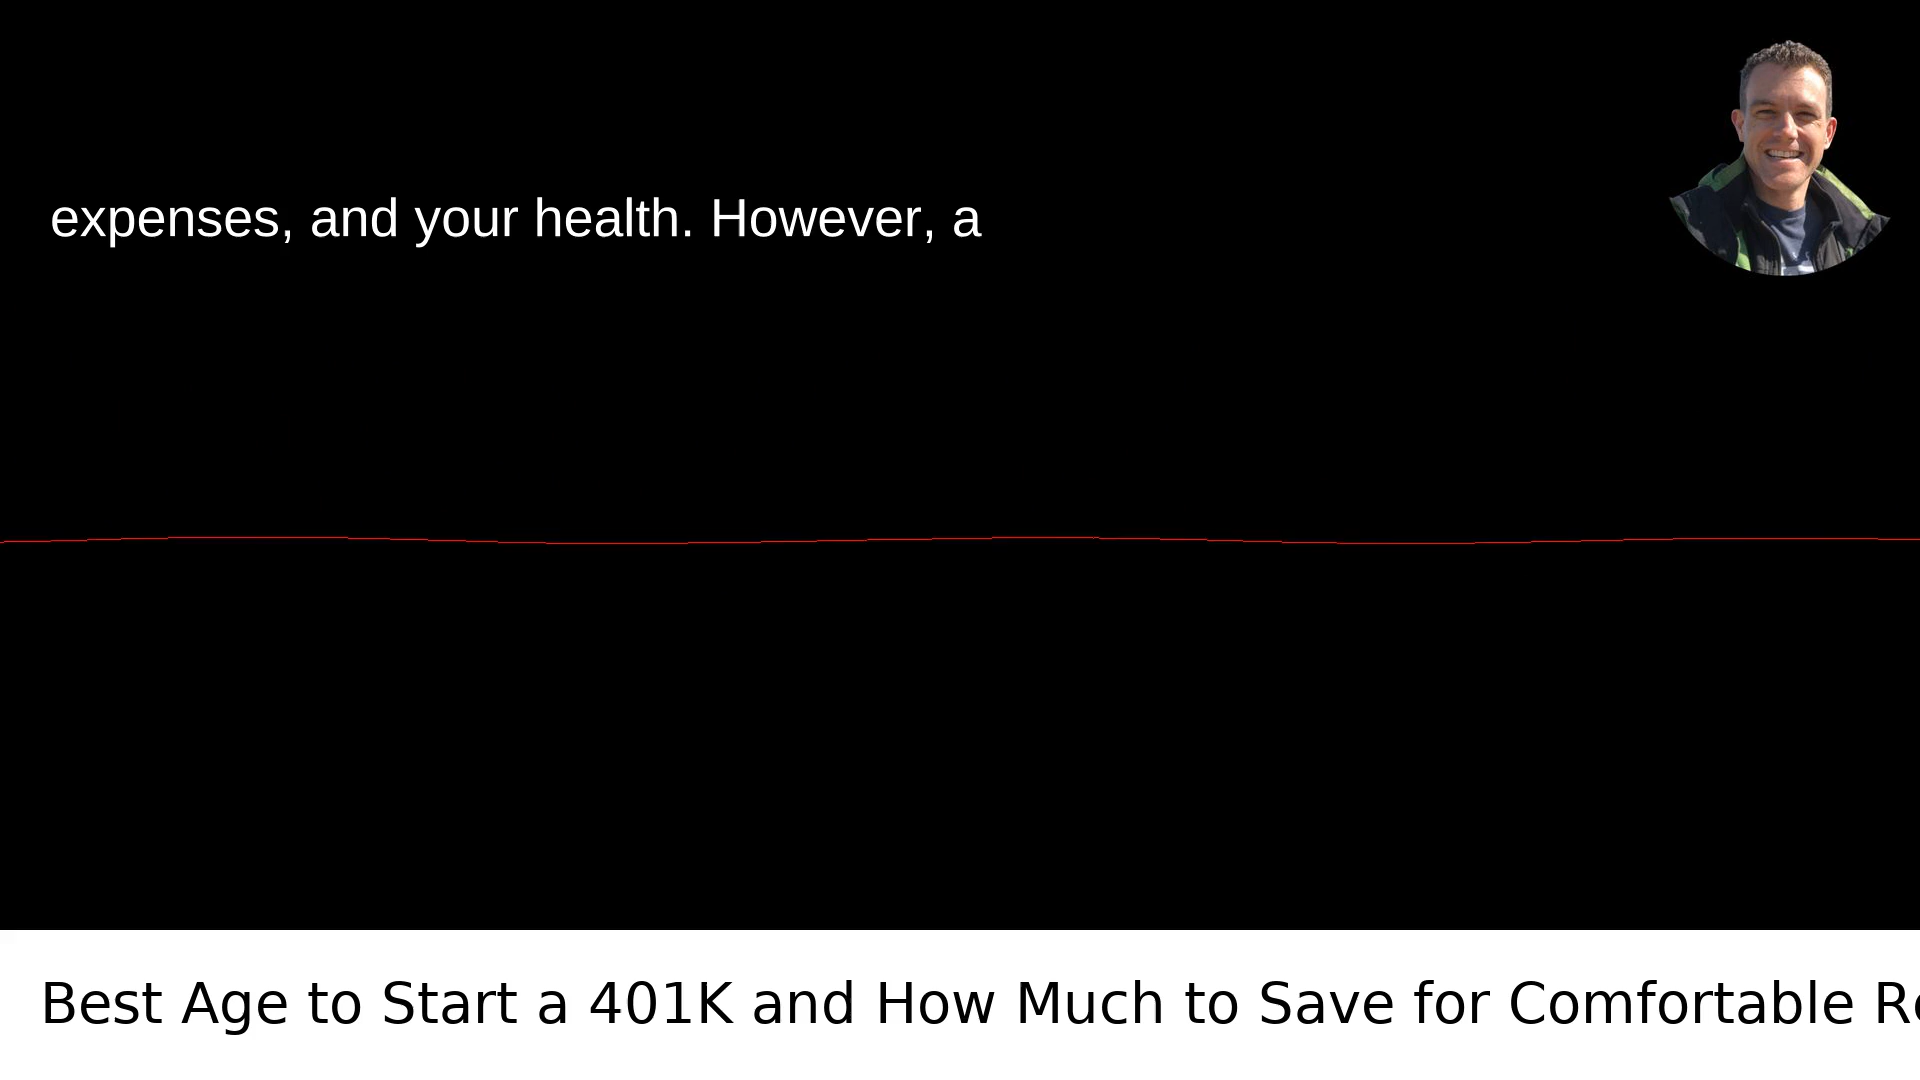 expenses, and your health. However, a
Best Age to Start a 401K and How Much to Save for Comfortable